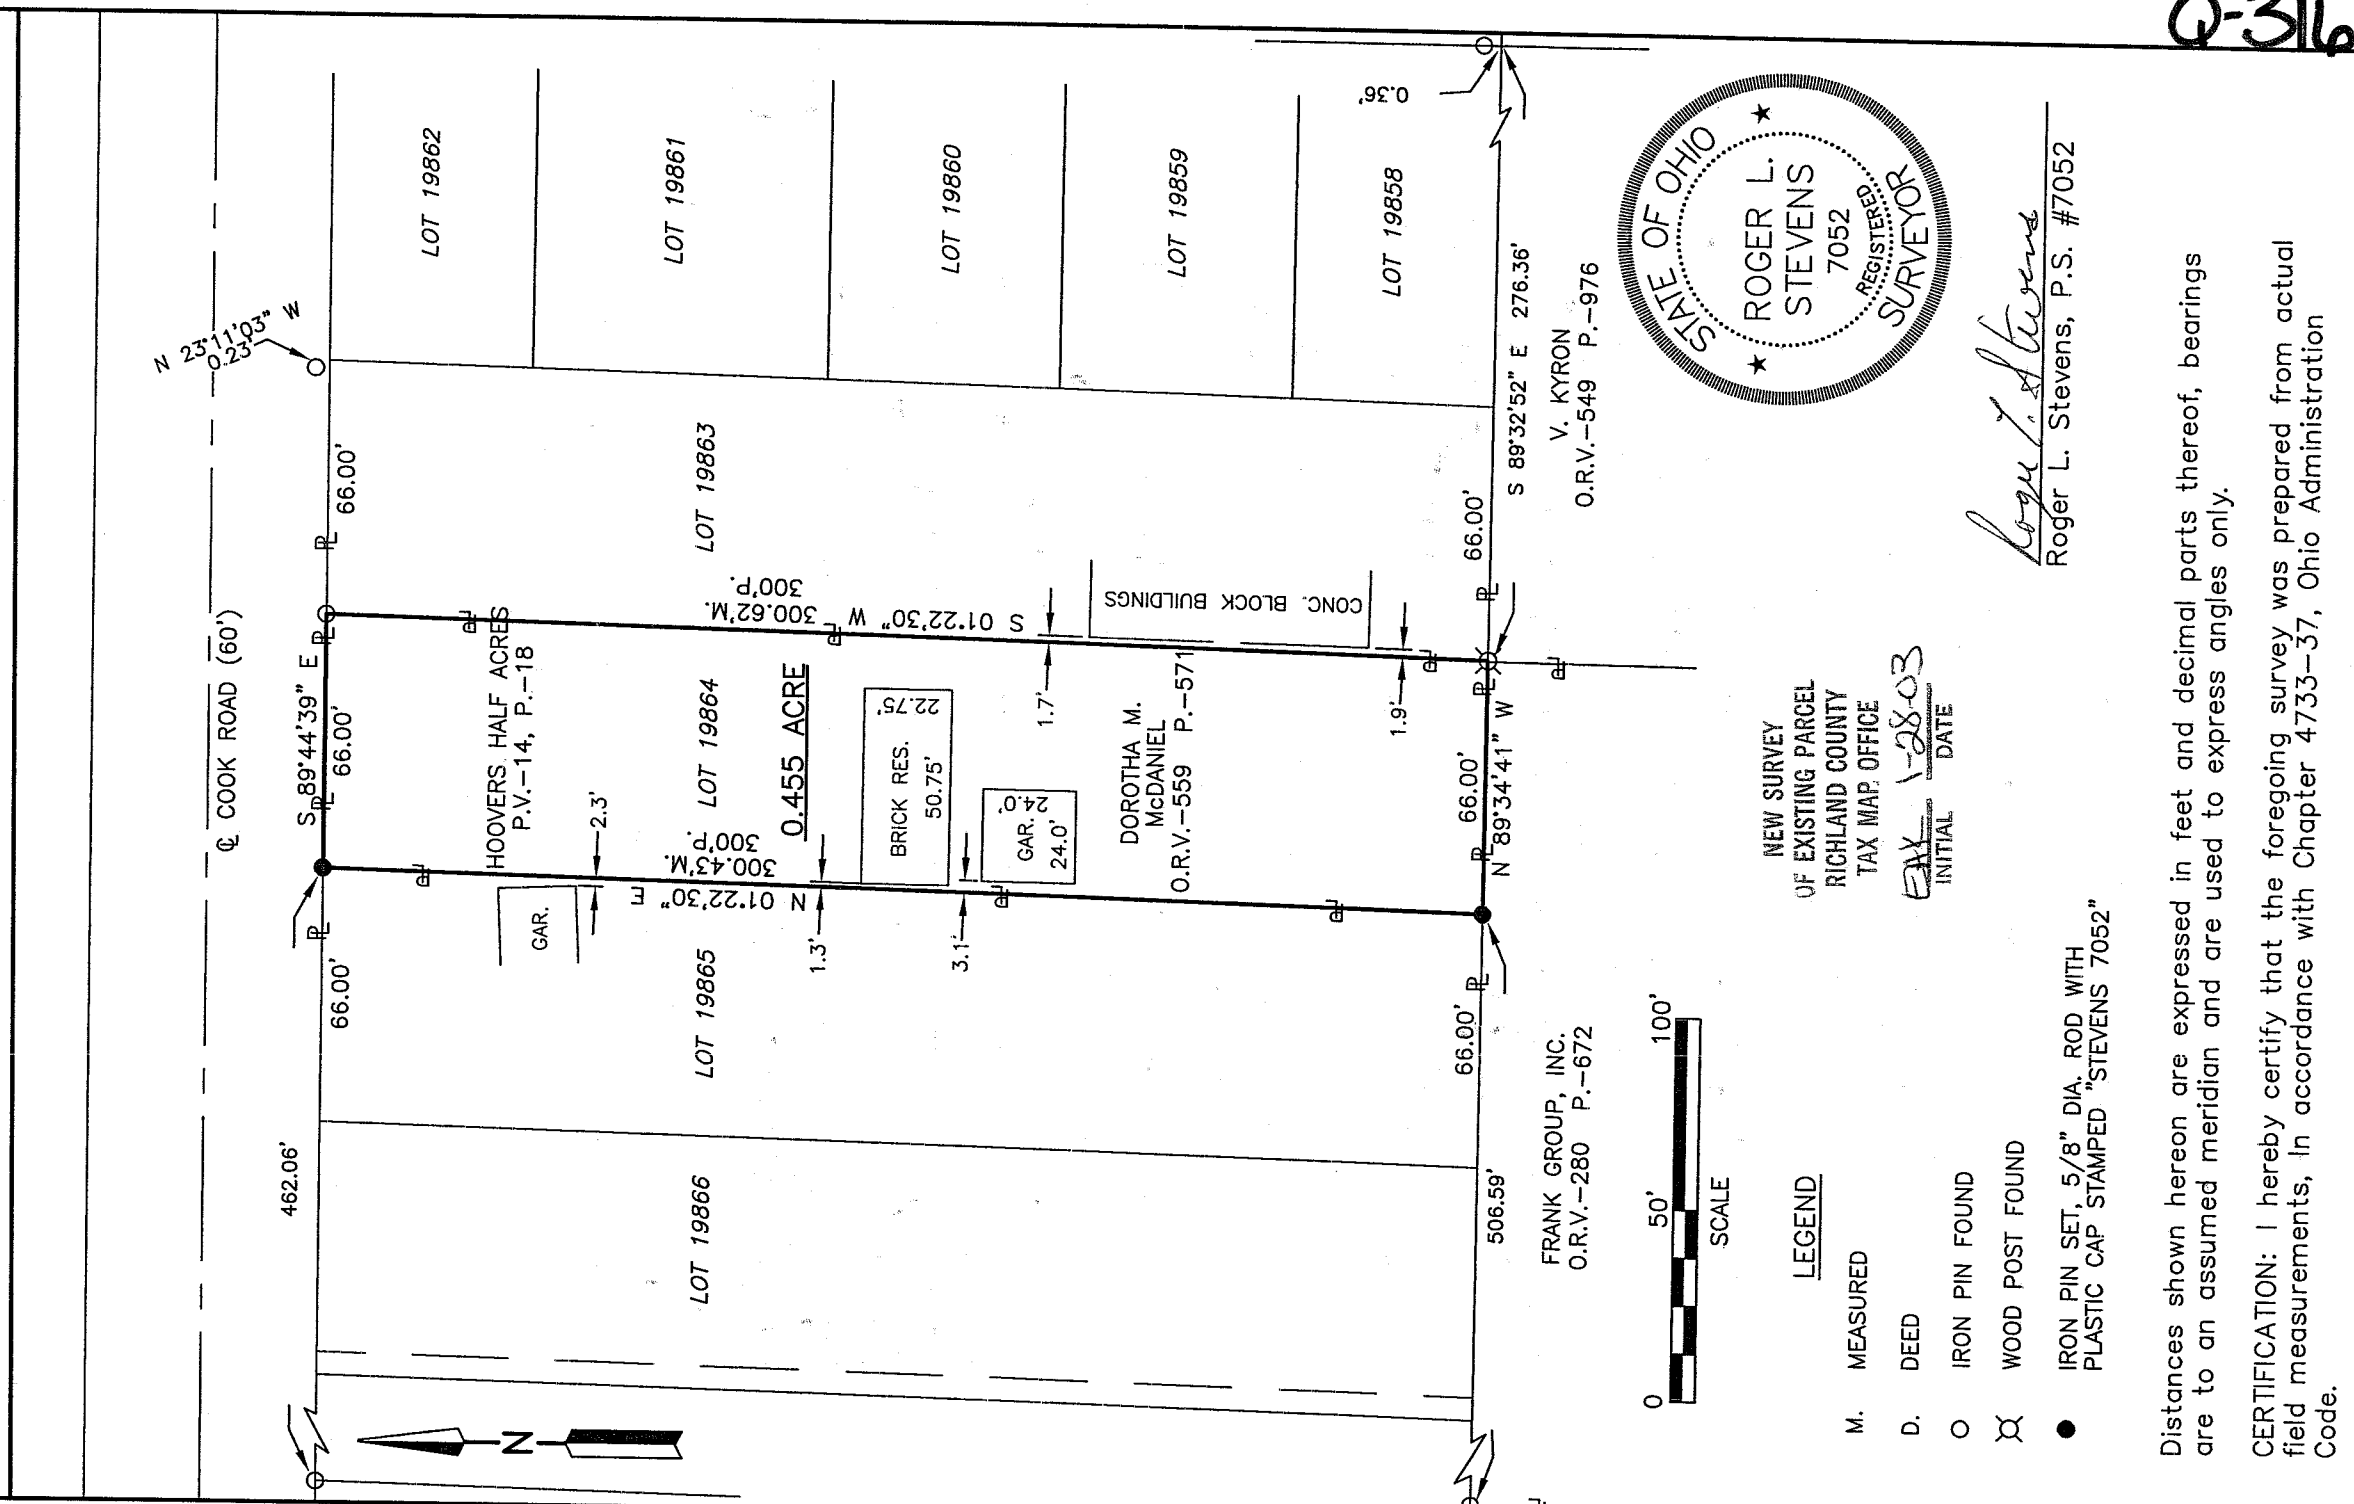 Q-316
℄ COOK ROAD (60')
N 23°11'03" W
0.23'
462.06'
66.00'
S 89°44'39" E
66.00'
66.00'
HOOVERS HALF ACRES
P.V.-14, P.-18
LOT 19866
LOT 19865
LOT 19864
LOT 19863
LOT 19862
LOT 19861
LOT 19860
LOT 19859
LOT 19858
0.455 ACRE
GAR.
2.3'
N 01°22'30" E
300.43'M.
300'P.
S 01°22'30" W
300.62'M.
300'P.
1.3'
BRICK RES.
50.75'
22.75'
3.1'
GAR.
24.0'
24.0'
1.7'
CONC. BLOCK BUILDINGS
1.9'
DOROTHA M.
McDANIEL
O.R.V.-559 P.-571
0.36'
506.59'
66.00'
66.00'
N 89°34'41" W
66.00'
S 89°32'52" E 276.36'
FRANK GROUP, INC.
O.R.V.-280 P.-672
V. KYRON
O.R.V.-549 P.-976
N
0 50' 100'
SCALE
NEW SURVEY
OF EXISTING PARCEL
RICHLAND COUNTY
TAX MAP OFFICE
1-28-03
INITIAL DATE
STATE OF OHIO
ROGER L.
STEVENS
7052
REGISTERED
SURVEYOR
Roger L. Stevens
Roger L. Stevens, P.S. #7052
LEGEND
M. MEASURED
D. DEED
IRON PIN FOUND
WOOD POST FOUND
IRON PIN SET, 5/8" DIA. ROD WITH
PLASTIC CAP STAMPED "STEVENS 7052"
Distances shown hereon are expressed in feet and decimal parts thereof, bearings
are to an assumed meridian and are used to express angles only.
CERTIFICATION: I hereby certify that the foregoing survey was prepared from actual
field measurements, In accordance with Chapter 4733-37, Ohio Administration
Code.